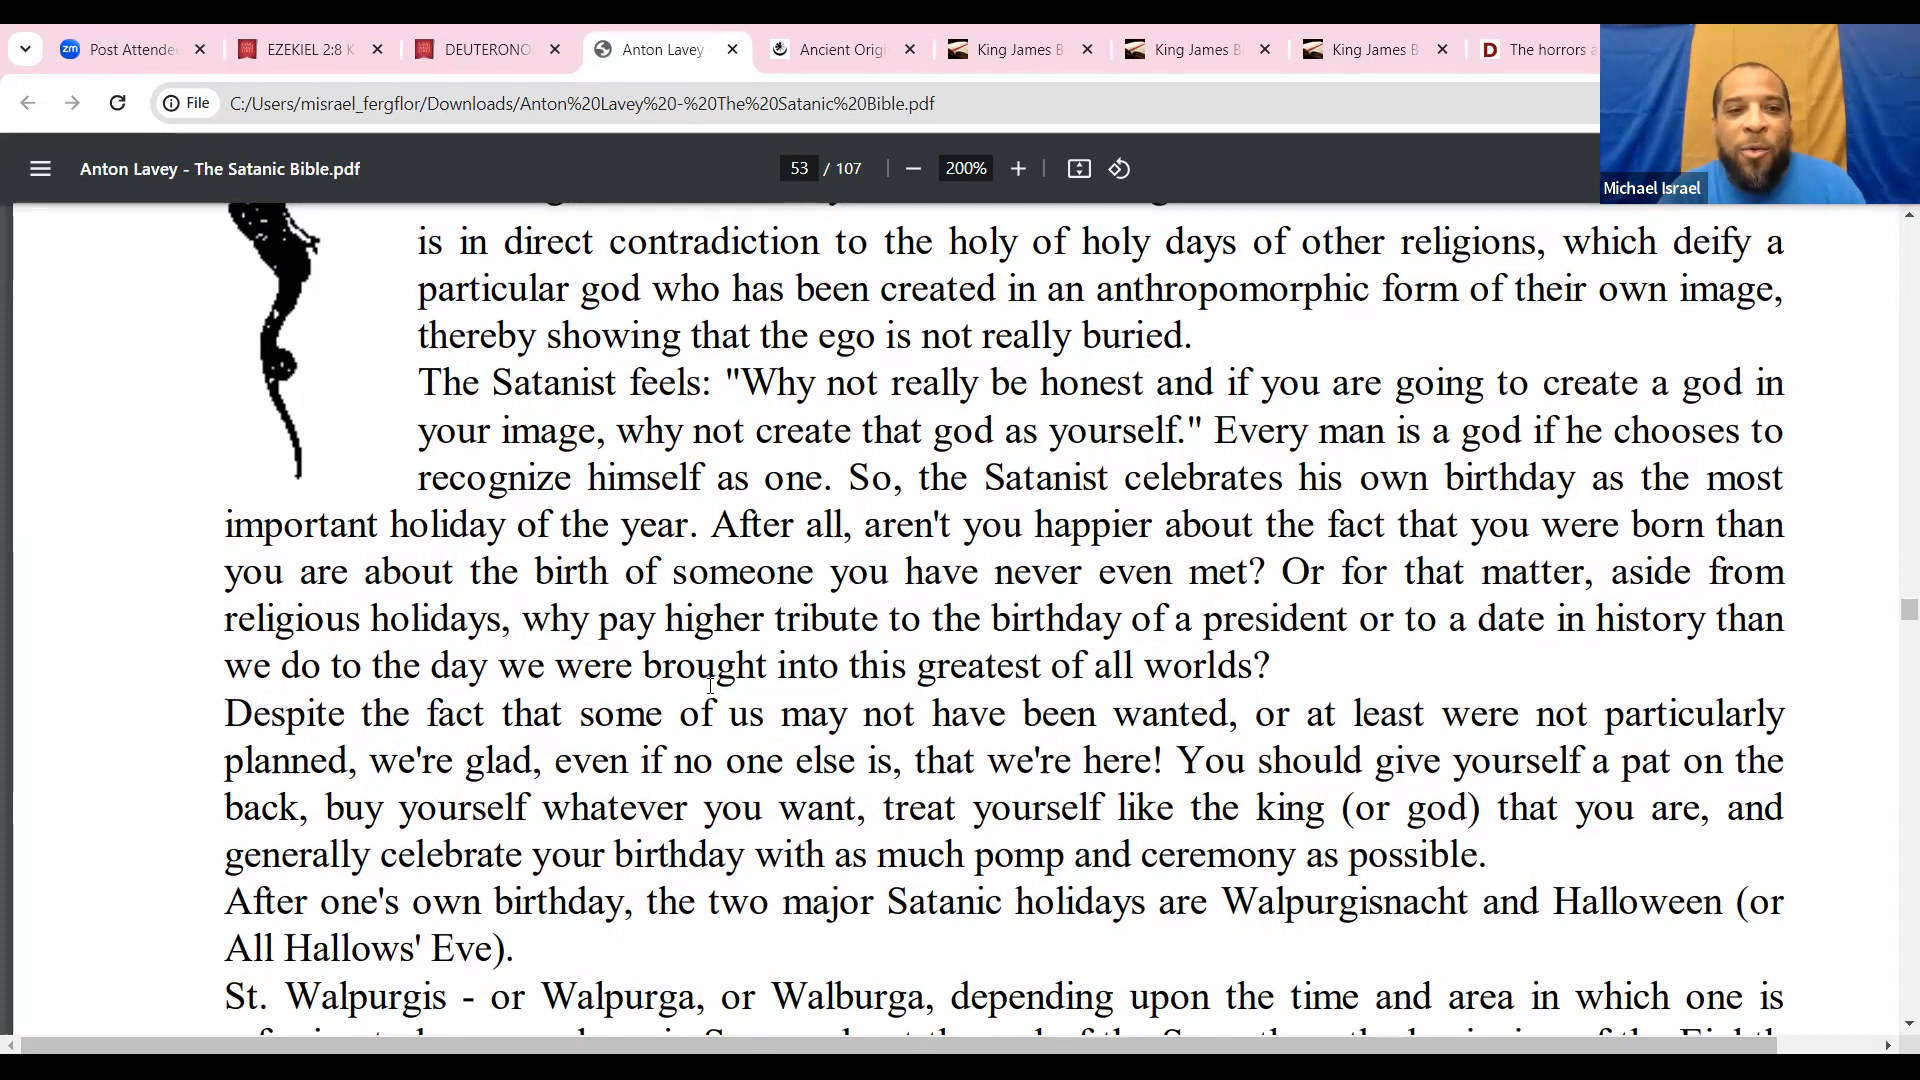 zm Post Attende
EZEKIEL 2:8 K
DEUTERONO
Anton Lavey
Ancient Orig
King James B
King James B
King James B
D The horrors
File
C:/Users/misrael_fergflor/Downloads/Anton%20Lavey%20-%20The%20Satanic%20Bible.pdf
Anton Lavey - The Satanic Bible.pdf
53 / 107
200%
Michael Israel
is in direct contradiction to the holy of holy days of other religions, which deify a
particular god who has been created in an anthropomorphic form of their own image,
thereby showing that the ego is not really buried.
The Satanist feels: "Why not really be honest and if you are going to create a god in
your image, why not create that god as yourself." Every man is a god if he chooses to
recognize himself as one. So, the Satanist celebrates his own birthday as the most
important holiday of the year. After all, aren't you happier about the fact that you were born than
you are about the birth of someone you have never even met? Or for that matter, aside from
religious holidays, why pay higher tribute to the birthday of a president or to a date in history than
we do to the day we were brought into this greatest of all worlds?
Despite the fact that some of us may not have been wanted, or at least were not particularly
planned, we're glad, even if no one else is, that we're here! You should give yourself a pat on the
back, buy yourself whatever you want, treat yourself like the king (or god) that you are, and
generally celebrate your birthday with as much pomp and ceremony as possible.
After one's own birthday, the two major Satanic holidays are Walpurgisnacht and Halloween (or
All Hallows' Eve).
St. Walpurgis - or Walpurga, or Walburga, depending upon the time and area in which one is